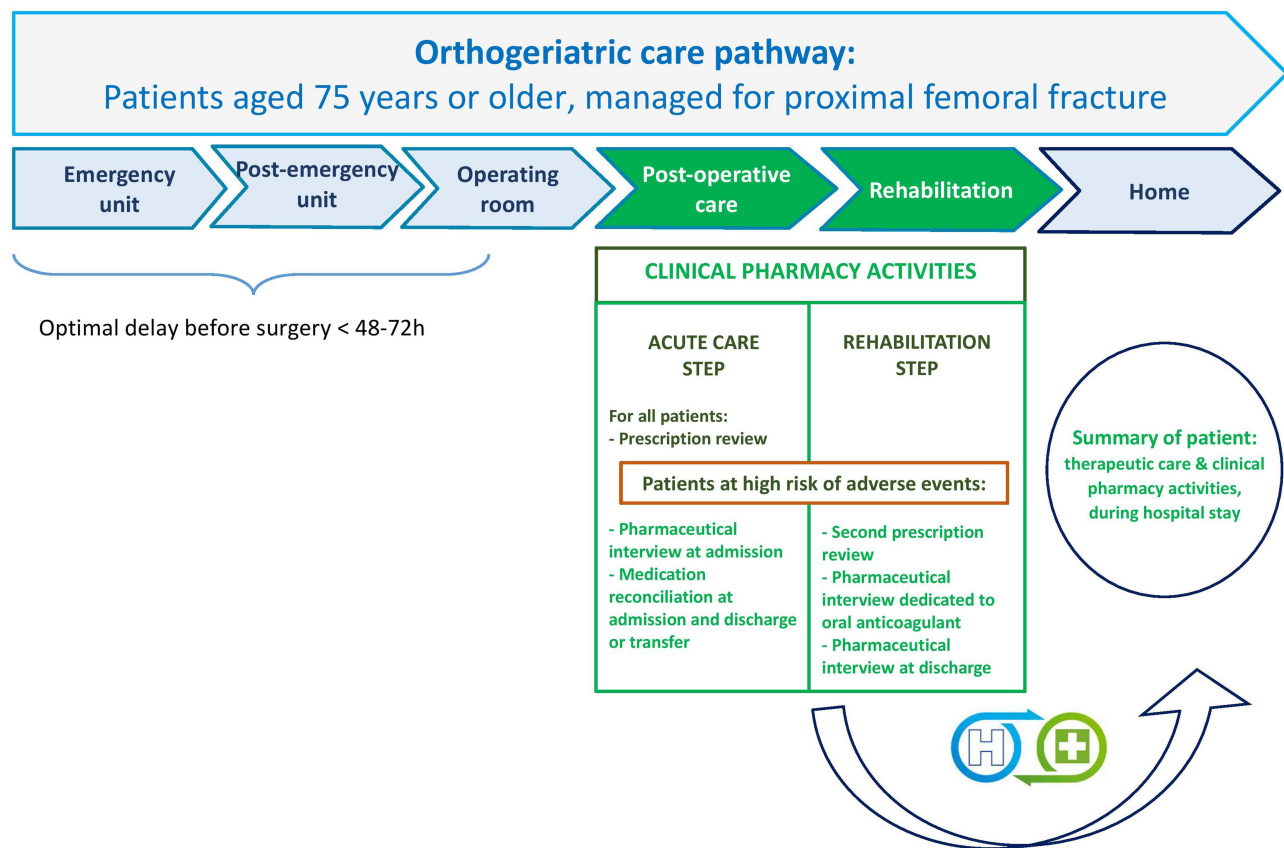 Orthogeriatric care pathway:
Patients aged 75 years or older, managed for proximal femoral fracture
Emergency
unit
Post-emergency
unit
Operating
room
Post-operative
care
Rehabilitation
Home
Optimal delay before surgery < 48-72h
CLINICAL PHARMACY ACTIVITIES
ACUTE CARE
STEP
For all patients:
- Prescription review
REHABILITATION
STEP
Patients at high risk of adverse events:
- Pharmaceutical
interview at admission
- Medication
reconciliation at
admission and discharge
or transfer
- Second prescription
review
- Pharmaceutical
interview dedicated to
oral anticoagulant
- Pharmaceutical
interview at discharge
Summary of patient:
therapeutic care & clinical
pharmacy activities,
during hospital stay
H